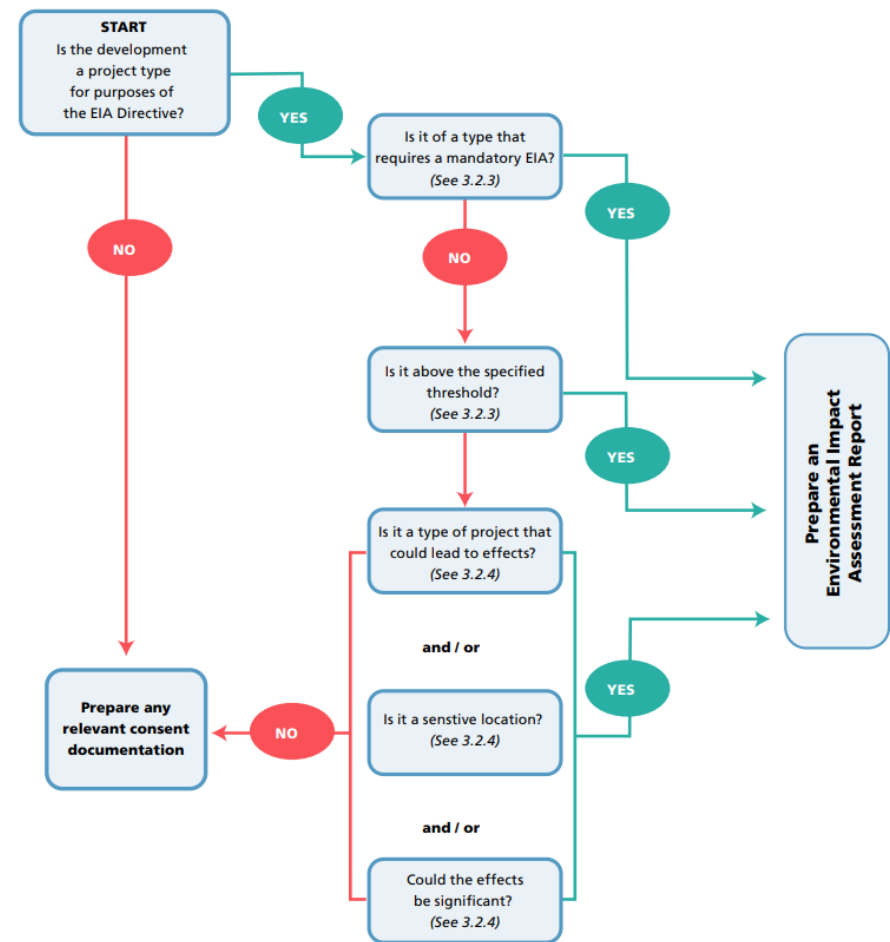 START
Is the development
a project type
for purposes of
the EIA Directive?
YES
Is it of a type that
requires a mandatory EIA?
(See 3.2.3)
YES
NO
NO
Is it above the specified
threshold?
(See 3.2.3)
YES
Prepare an
Environmental Impact
Assessment Report
Is it a type of project that
could lead to effects?
(See 3.2.4)
and / or
Is it a senstive location?
(See 3.2.4)
YES
NO
Prepare any
relevant consent
documentation
and / or
Could the effects
be significant?
(See 3.2.4)